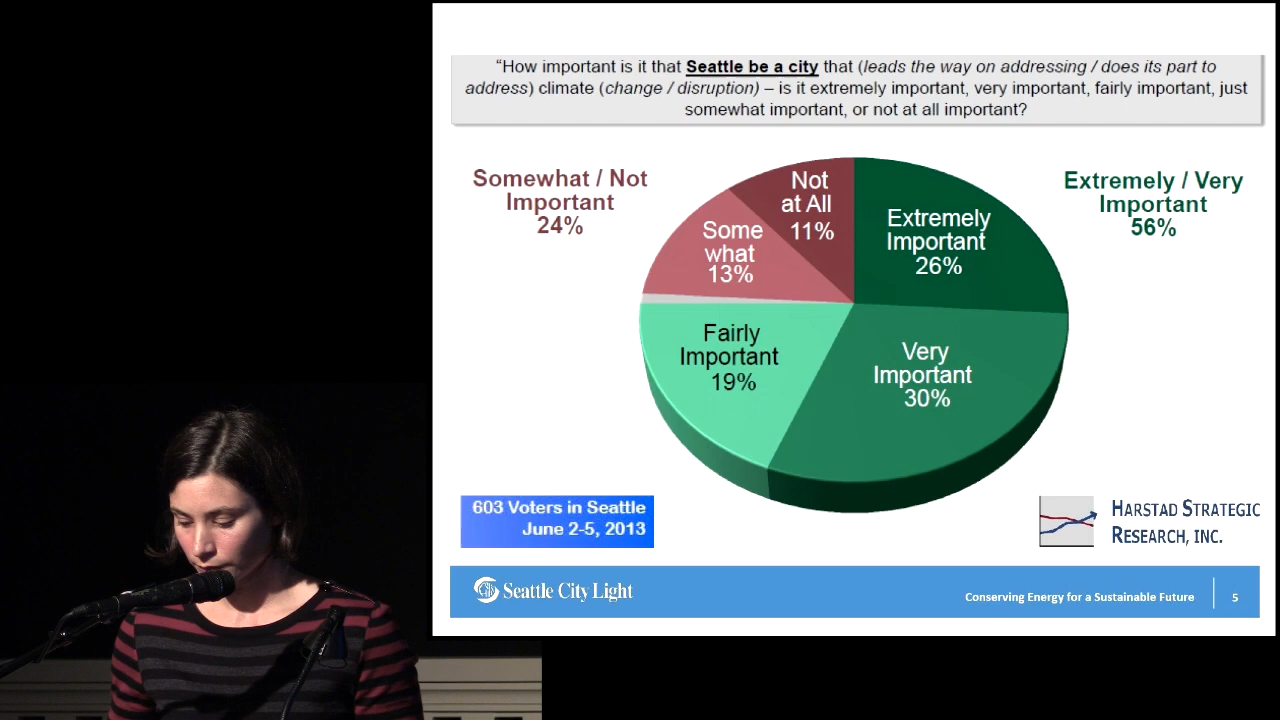 “How important is it that Seattle be a city that (leads the way on addressing / does its part to
address) climate (change / disruption) – is it extremely important, very important, fairly important, just
somewhat important, or not at all important?
Somewhat / Not
Important
24%
Not
at All
11%
Some
what
13%
Extremely
Important
26%
Extremely / Very
Important
56%
Fairly
Important
19%
Very
Important
30%
603 Voters in Seattle
June 2-5, 2013
HARSTAD STRATEGIC
RESEARCH, INC.
Seattle City Light
Conserving Energy for a Sustainable Future
5